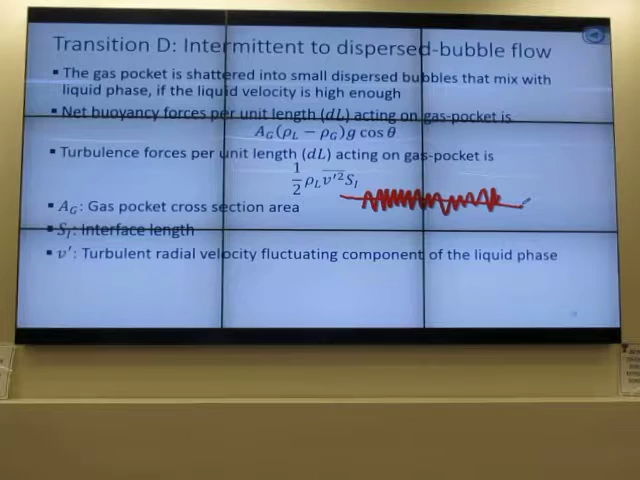 Transition D: Intermittent to dispersed-bubble flow
▪ The gas pocket is shattered into small dispersed bubbles that mix with
liquid phase, if the liquid velocity is high enough
▪ Net buoyancy forces per unit length (dL) acting on gas-pocket is
A_G(ρ_L − ρ_G)g cos θ
▪ Turbulence forces per unit length (dL) acting on gas-pocket is
½ρ_L \overline{v′²}S_I
▪ A_G: Gas pocket cross section area
▪ S_I: Interface length
▪ v′: Turbulent radial velocity fluctuating component of the liquid phase